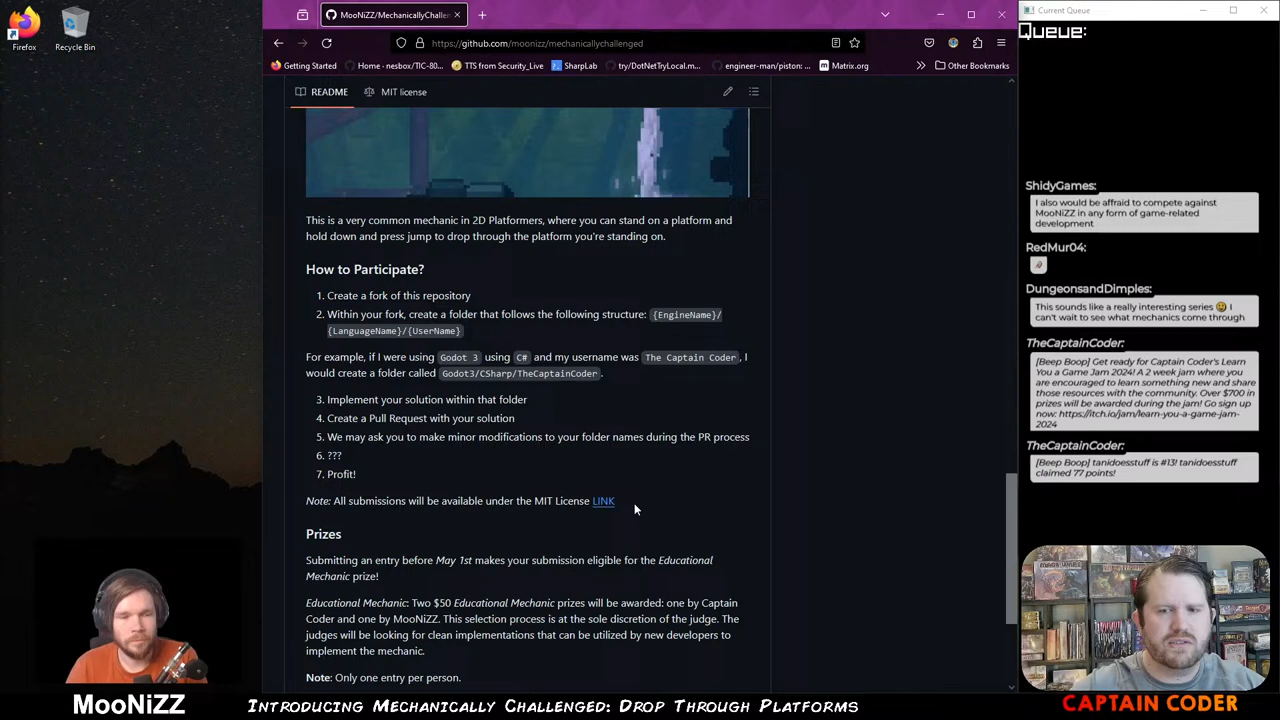 MooNiZZ/MechanicallyChallen
Current Queue
Firefox
Recycle Bin
https://github.com/moonizz/mechanicallychallenged
Getting Started
Home - nesbox/TIC-80...
TTS from Security_Live
SharpLab
try/DotNetTryLocal.m...
engineer-man/piston: ...
Matrix.org
Other Bookmarks
README
MIT license
This is a very common mechanic in 2D Platformers, where you can stand on a platform and
hold down and press jump to drop through the platform you're standing on.
How to Participate?
1. Create a fork of this repository
2. Within your fork, create a folder that follows the following structure: {EngineName}/
{LanguageName}/{UserName}
For example, if I were using Godot 3 using C# and my username was The Captain Coder, I
would create a folder called Godot3/CSharp/TheCaptainCoder.
3. Implement your solution within that folder
4. Create a Pull Request with your solution
5. We may ask you to make minor modifications to your folder names during the PR process
6. ???
7. Profit!
Note: All submissions will be available under the MIT License LINK
Prizes
Submitting an entry before May 1st makes your submission eligible for the Educational
Mechanic prize!
Educational Mechanic: Two $50 Educational Mechanic prizes will be awarded: one by Captain
Coder and one by MooNiZZ. This selection process is at the sole discretion of the judge. The
judges will be looking for clean implementations that can be utilized by new developers to
implement the mechanic.
Note: Only one entry per person.
Queue:
ShidyGames:
I also would be affraid to compete against
MooNiZZ in any form of game-related
development
RedMur04:
DungeonsandDimples:
This sounds like a really interesting series 😀 I
can't wait to see what mechanics come through
TheCaptainCoder:
[Beep Boop] Get ready for Captain Coder's Learn
You a Game Jam 2024! A 2 week jam where you
are encouraged to learn something new and share
those resources with the community. Over $700 in
prizes will be awarded during the jam! Go sign up
now: https://itch.io/jam/learn-you-a-game-jam-
2024
TheCaptainCoder:
[Beep Boop] tanidoesstuff is #13! tanidoesstuff
claimed 77 points!
MooNiZZ
Introducing Mechanically Challenged: Drop Through Platforms
CAPTAIN CODER